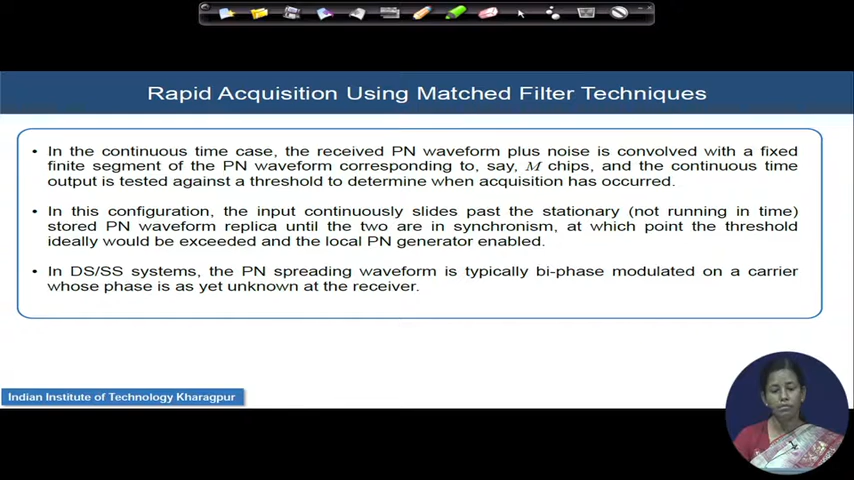 Rapid Acquisition Using Matched Filter Techniques
• In the continuous time case, the received PN waveform plus noise is convolved with a fixed
finite segment of the PN waveform corresponding to, say, M chips, and the continuous time
output is tested against a threshold to determine when acquisition has occurred.
• In this configuration, the input continuously slides past the stationary (not running in time)
stored PN waveform replica until the two are in synchronism, at which point the threshold
ideally would be exceeded and the local PN generator enabled.
• In DS/SS systems, the PN spreading waveform is typically bi-phase modulated on a carrier
whose phase is as yet unknown at the receiver.
Indian Institute of Technology Kharagpur